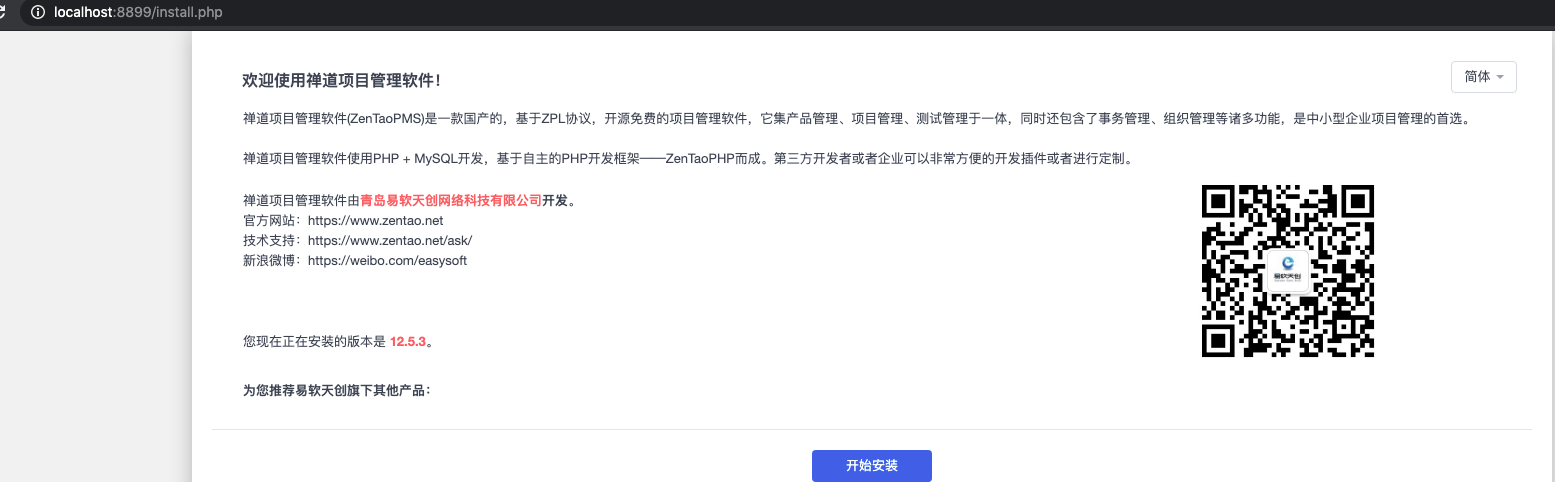 localhost:8899/install.php
欢迎使用禅道项目管理软件！
简体
禅道项目管理软件(ZenTaoPMS)是一款国产的，基于ZPL协议，开源免费的项目管理软件，它集产品管理、项目管理、测试管理于一体，同时还包含了事务管理、组织管理等诸多功能，是中小型企业项目管理的首选。
禅道项目管理软件使用PHP + MySQL开发，基于自主的PHP开发框架──ZenTaoPHP而成。第三方开发者或者企业可以非常方便的开发插件或者进行定制。
禅道项目管理软件由青岛易软天创网络科技有限公司开发。
官方网站：https://www.zentao.net
技术支持：https://www.zentao.net/ask/
新浪微博：https://weibo.com/easysoft
易软天创
您现在正在安装的版本是 12.5.3。
为您推荐易软天创旗下其他产品：
开始安装